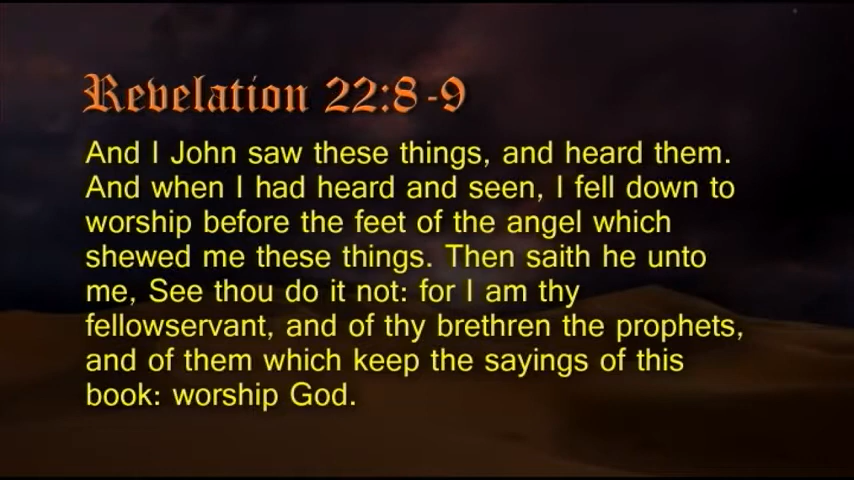 Revelation 22:8-9
And I John saw these things, and heard them.
And when I had heard and seen, I fell down to
worship before the feet of the angel which
shewed me these things. Then saith he unto
me, See thou do it not: for I am thy
fellowservant, and of thy brethren the prophets,
and of them which keep the sayings of this
book: worship God.